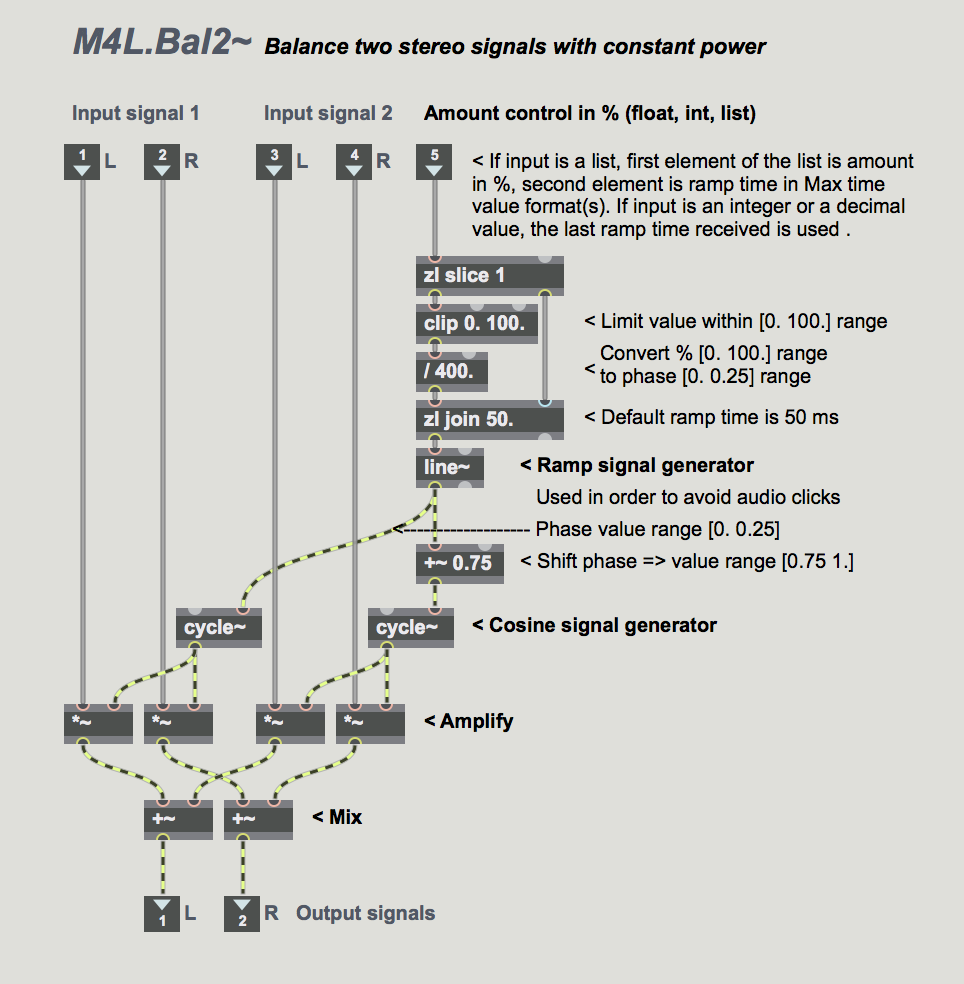 M4L.Bal2~ Balance two stereo signals with constant power
Input signal 1 Input signal 2 Amount control in % (float, int, list)
1 L 2 R 3 L 4 R 5
< If input is a list, first element of the list is amount
in %, second element is ramp time in Max time
value format(s). If input is an integer or a decimal
value, the last ramp time received is used .
zl slice 1
clip 0. 100. < Limit value within [0. 100.] range
Convert % [0. 100.] range
/ 400. < to phase [0. 0.25] range
zl join 50. < Default ramp time is 50 ms
line~ < Ramp signal generator
Used in order to avoid audio clicks
<---------------- Phase value range [0. 0.25]
+~ 0.75 < Shift phase => value range [0.75 1.]
cycle~ cycle~ < Cosine signal generator
*~ *~ *~ *~ < Amplify
+~ +~ < Mix
1 L 2 R Output signals